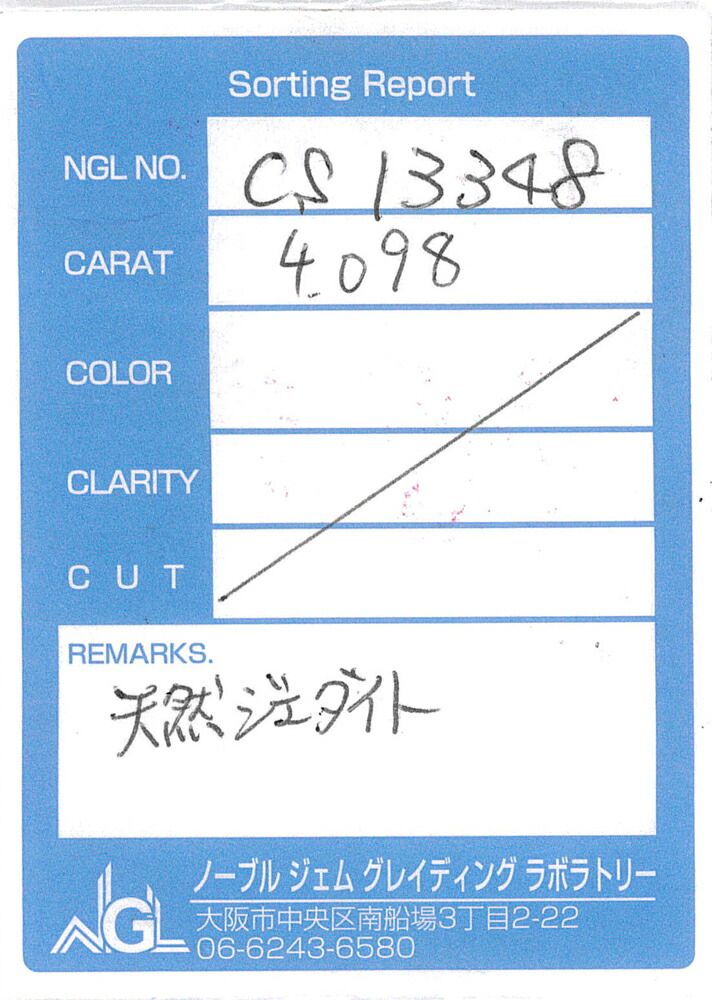 Sorting Report
NGL NO. CS 13348
CARAT 4.098
COLOR
CLARITY
CUT
REMARKS.
天然ジェダイト
NGL
ノーブル ジェム グレイディング ラボラトリー
大阪市中央区南船場3丁目2-22
06-6243-6580